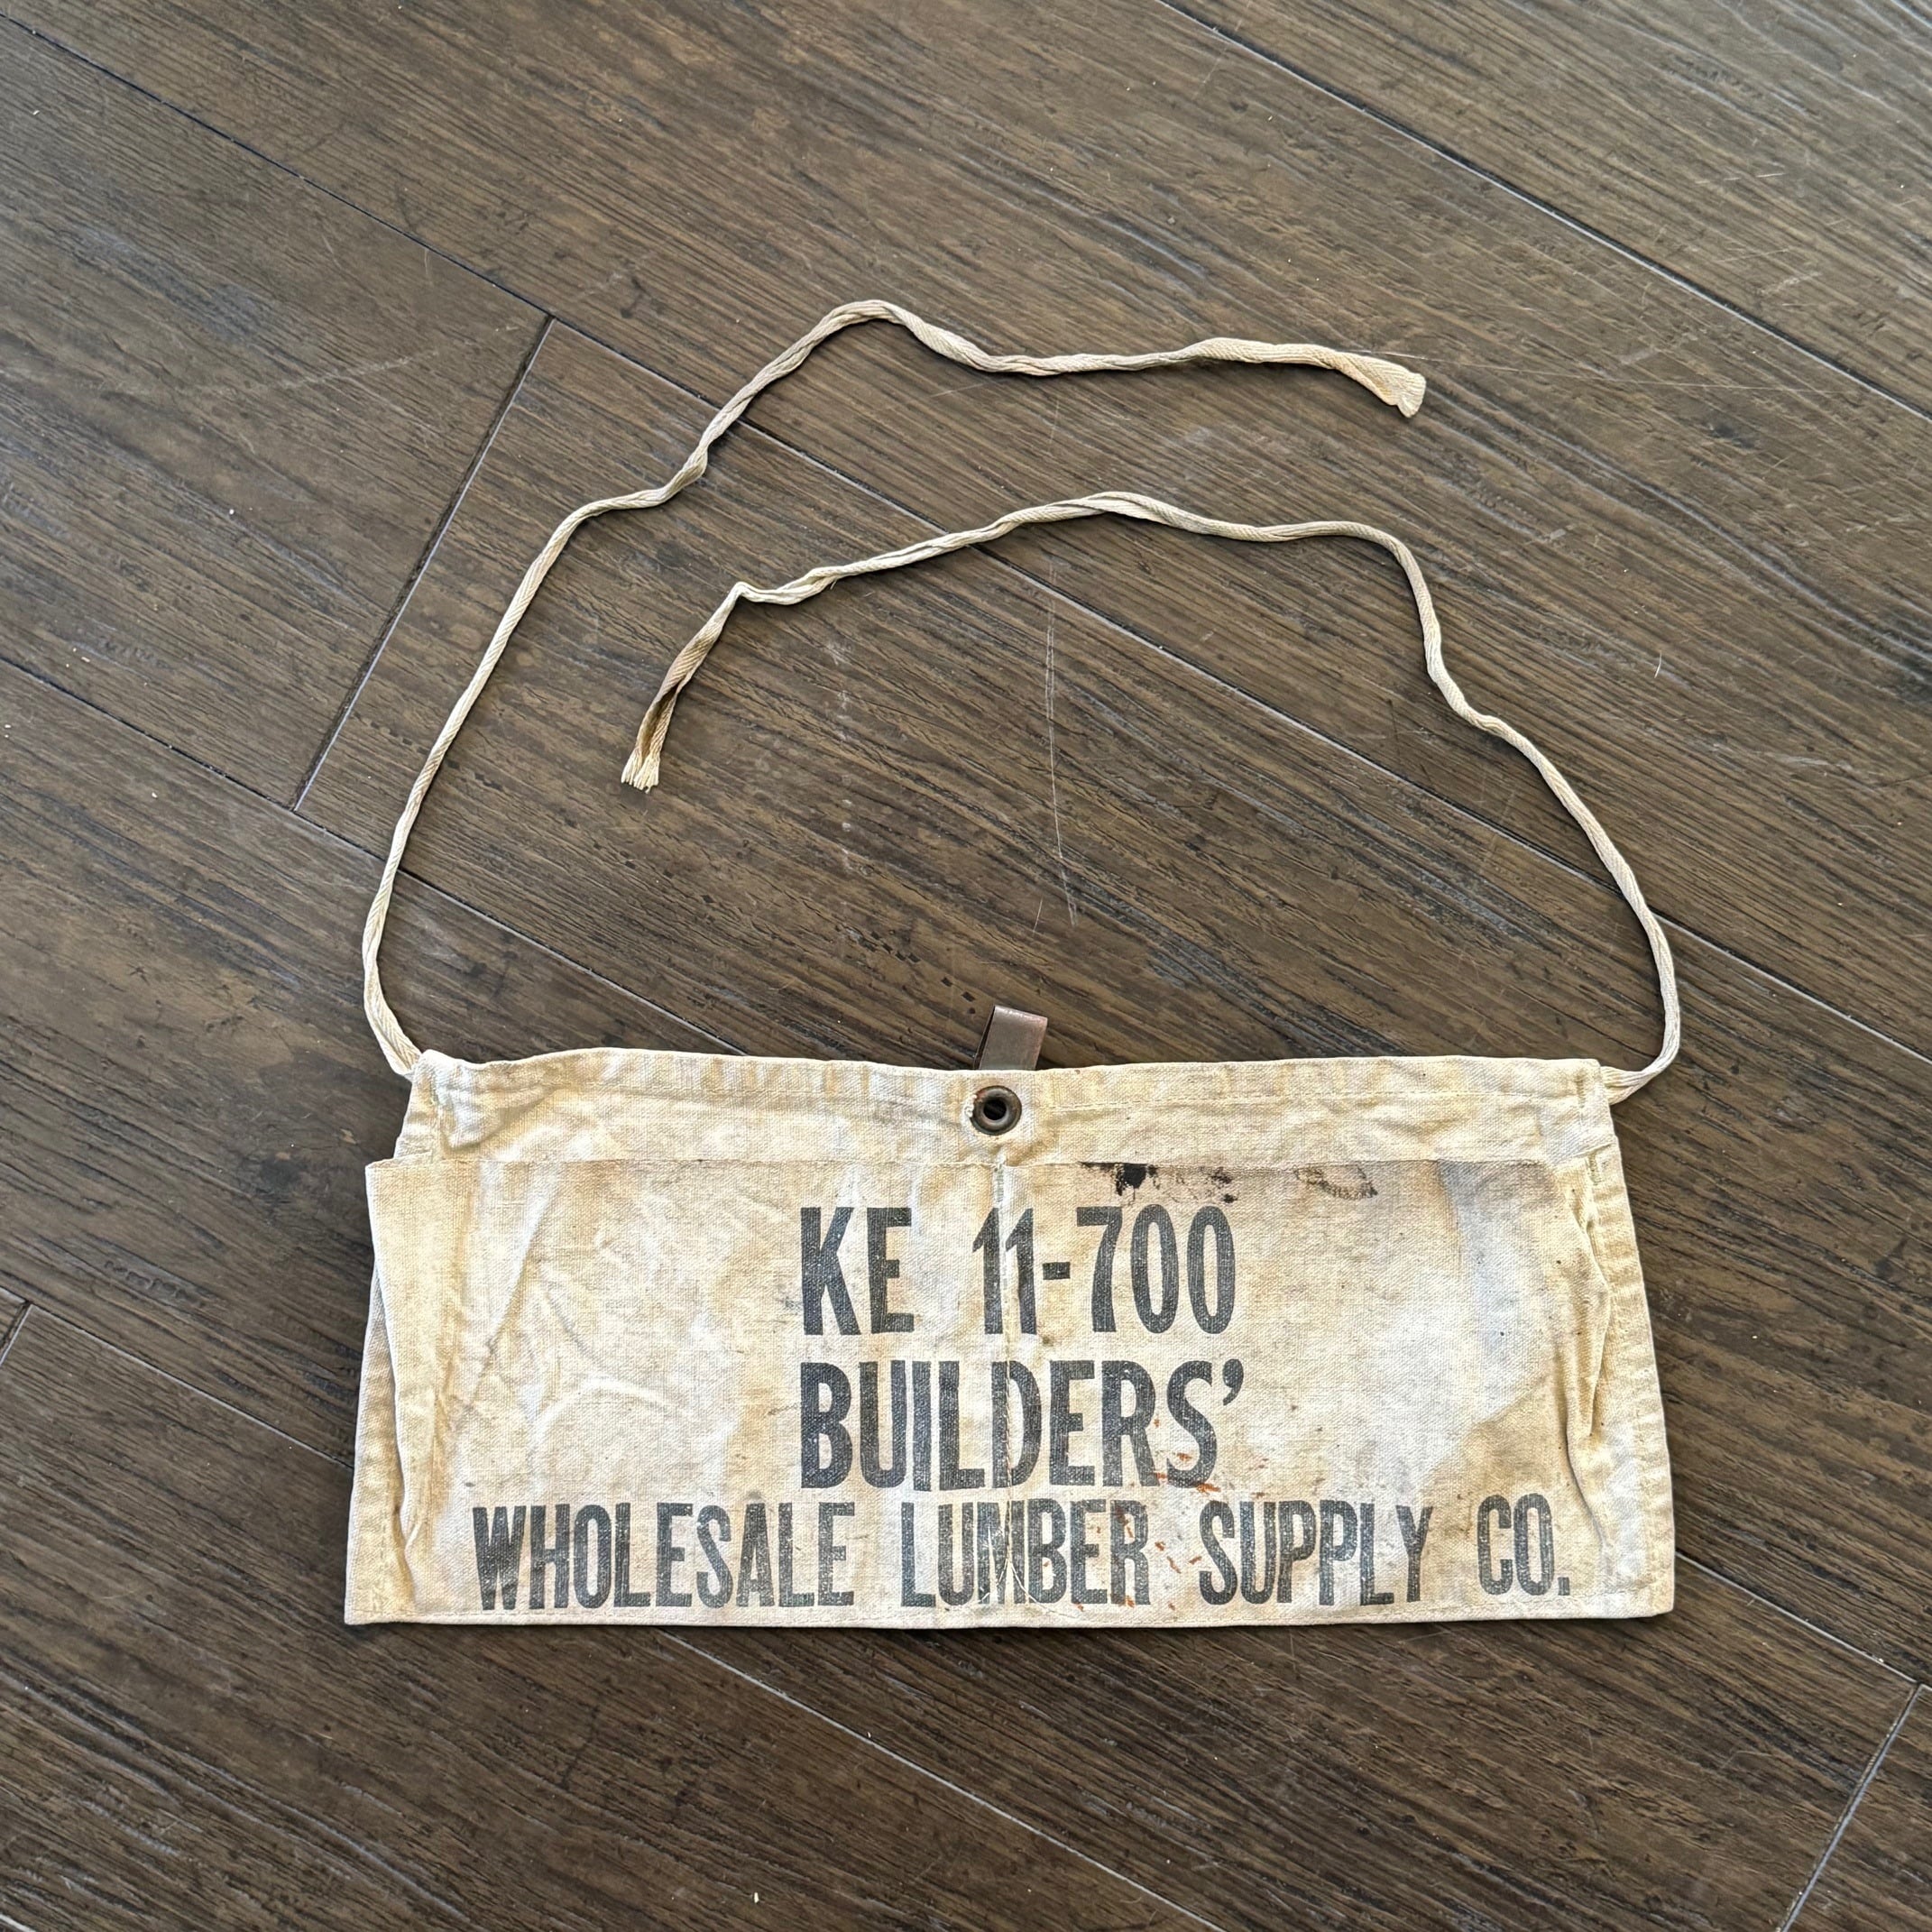 KE 11-700
BUILDERS'
WHOLESALE LUMBER SUPPLY CO.